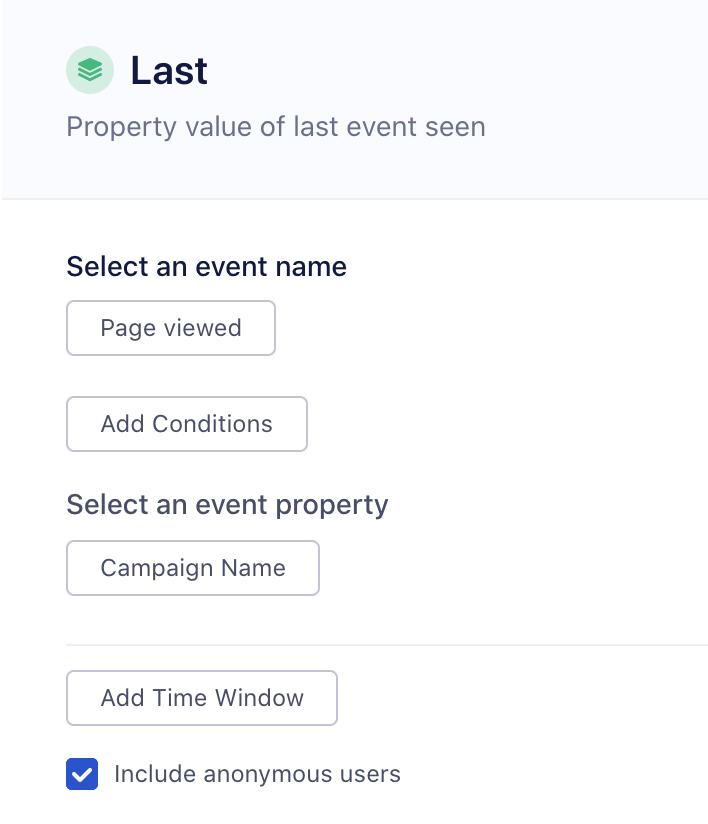 Last
Property value of last event seen
Select an event name
Page viewed
Add Conditions
Select an event property
Campaign Name
Add Time Window
Include anonymous users